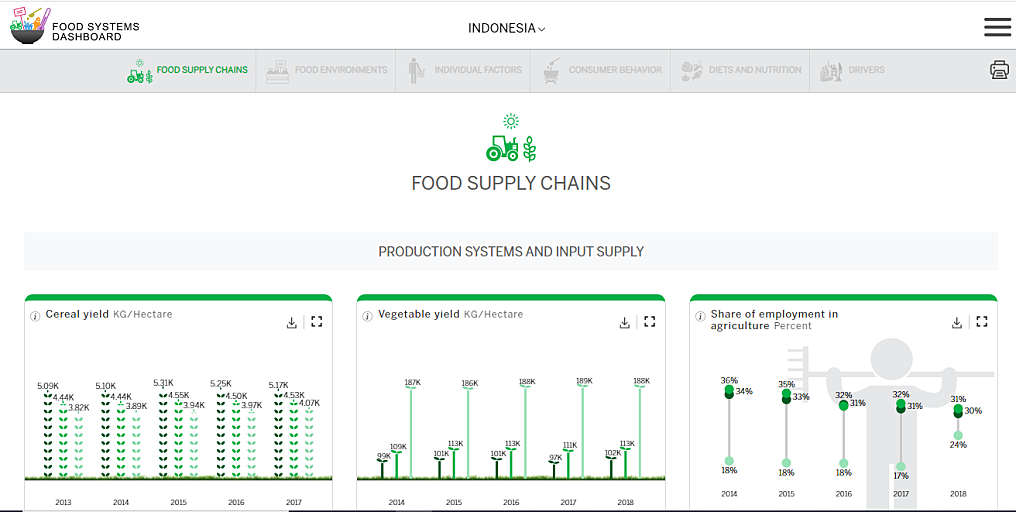 FOOD SYSTEMS
DASHBOARD
INDONESIA
FOOD SUPPLY CHAINS
FOOD ENVIRONMENTS
INDIVIDUAL FACTORS
CONSUMER BEHAVIOR
DIETS AND NUTRITION
DRIVERS
FOOD SUPPLY CHAINS
PRODUCTION SYSTEMS AND INPUT SUPPLY
Cereal yield KG/Hectare
5.09K 4.44K 3.82K
5.10K 4.44K 3.89K
5.31K 4.55K 3.94K
5.25K 4.50K 3.97K
5.17K 4.53K 4.07K
2013 2014 2015 2016 2017
Vegetable yield KG/Hectare
99K 109K 187K
101K 113K 186K
101K 113K 188K
97K 111K 189K
102K 113K 188K
2014 2015 2016 2017 2018
Share of employment in
agriculture Percent
36% 34% 18%
35% 33% 18%
32% 31% 18%
32% 31% 17%
31% 30% 24%
2014 2015 2016 2017 2018